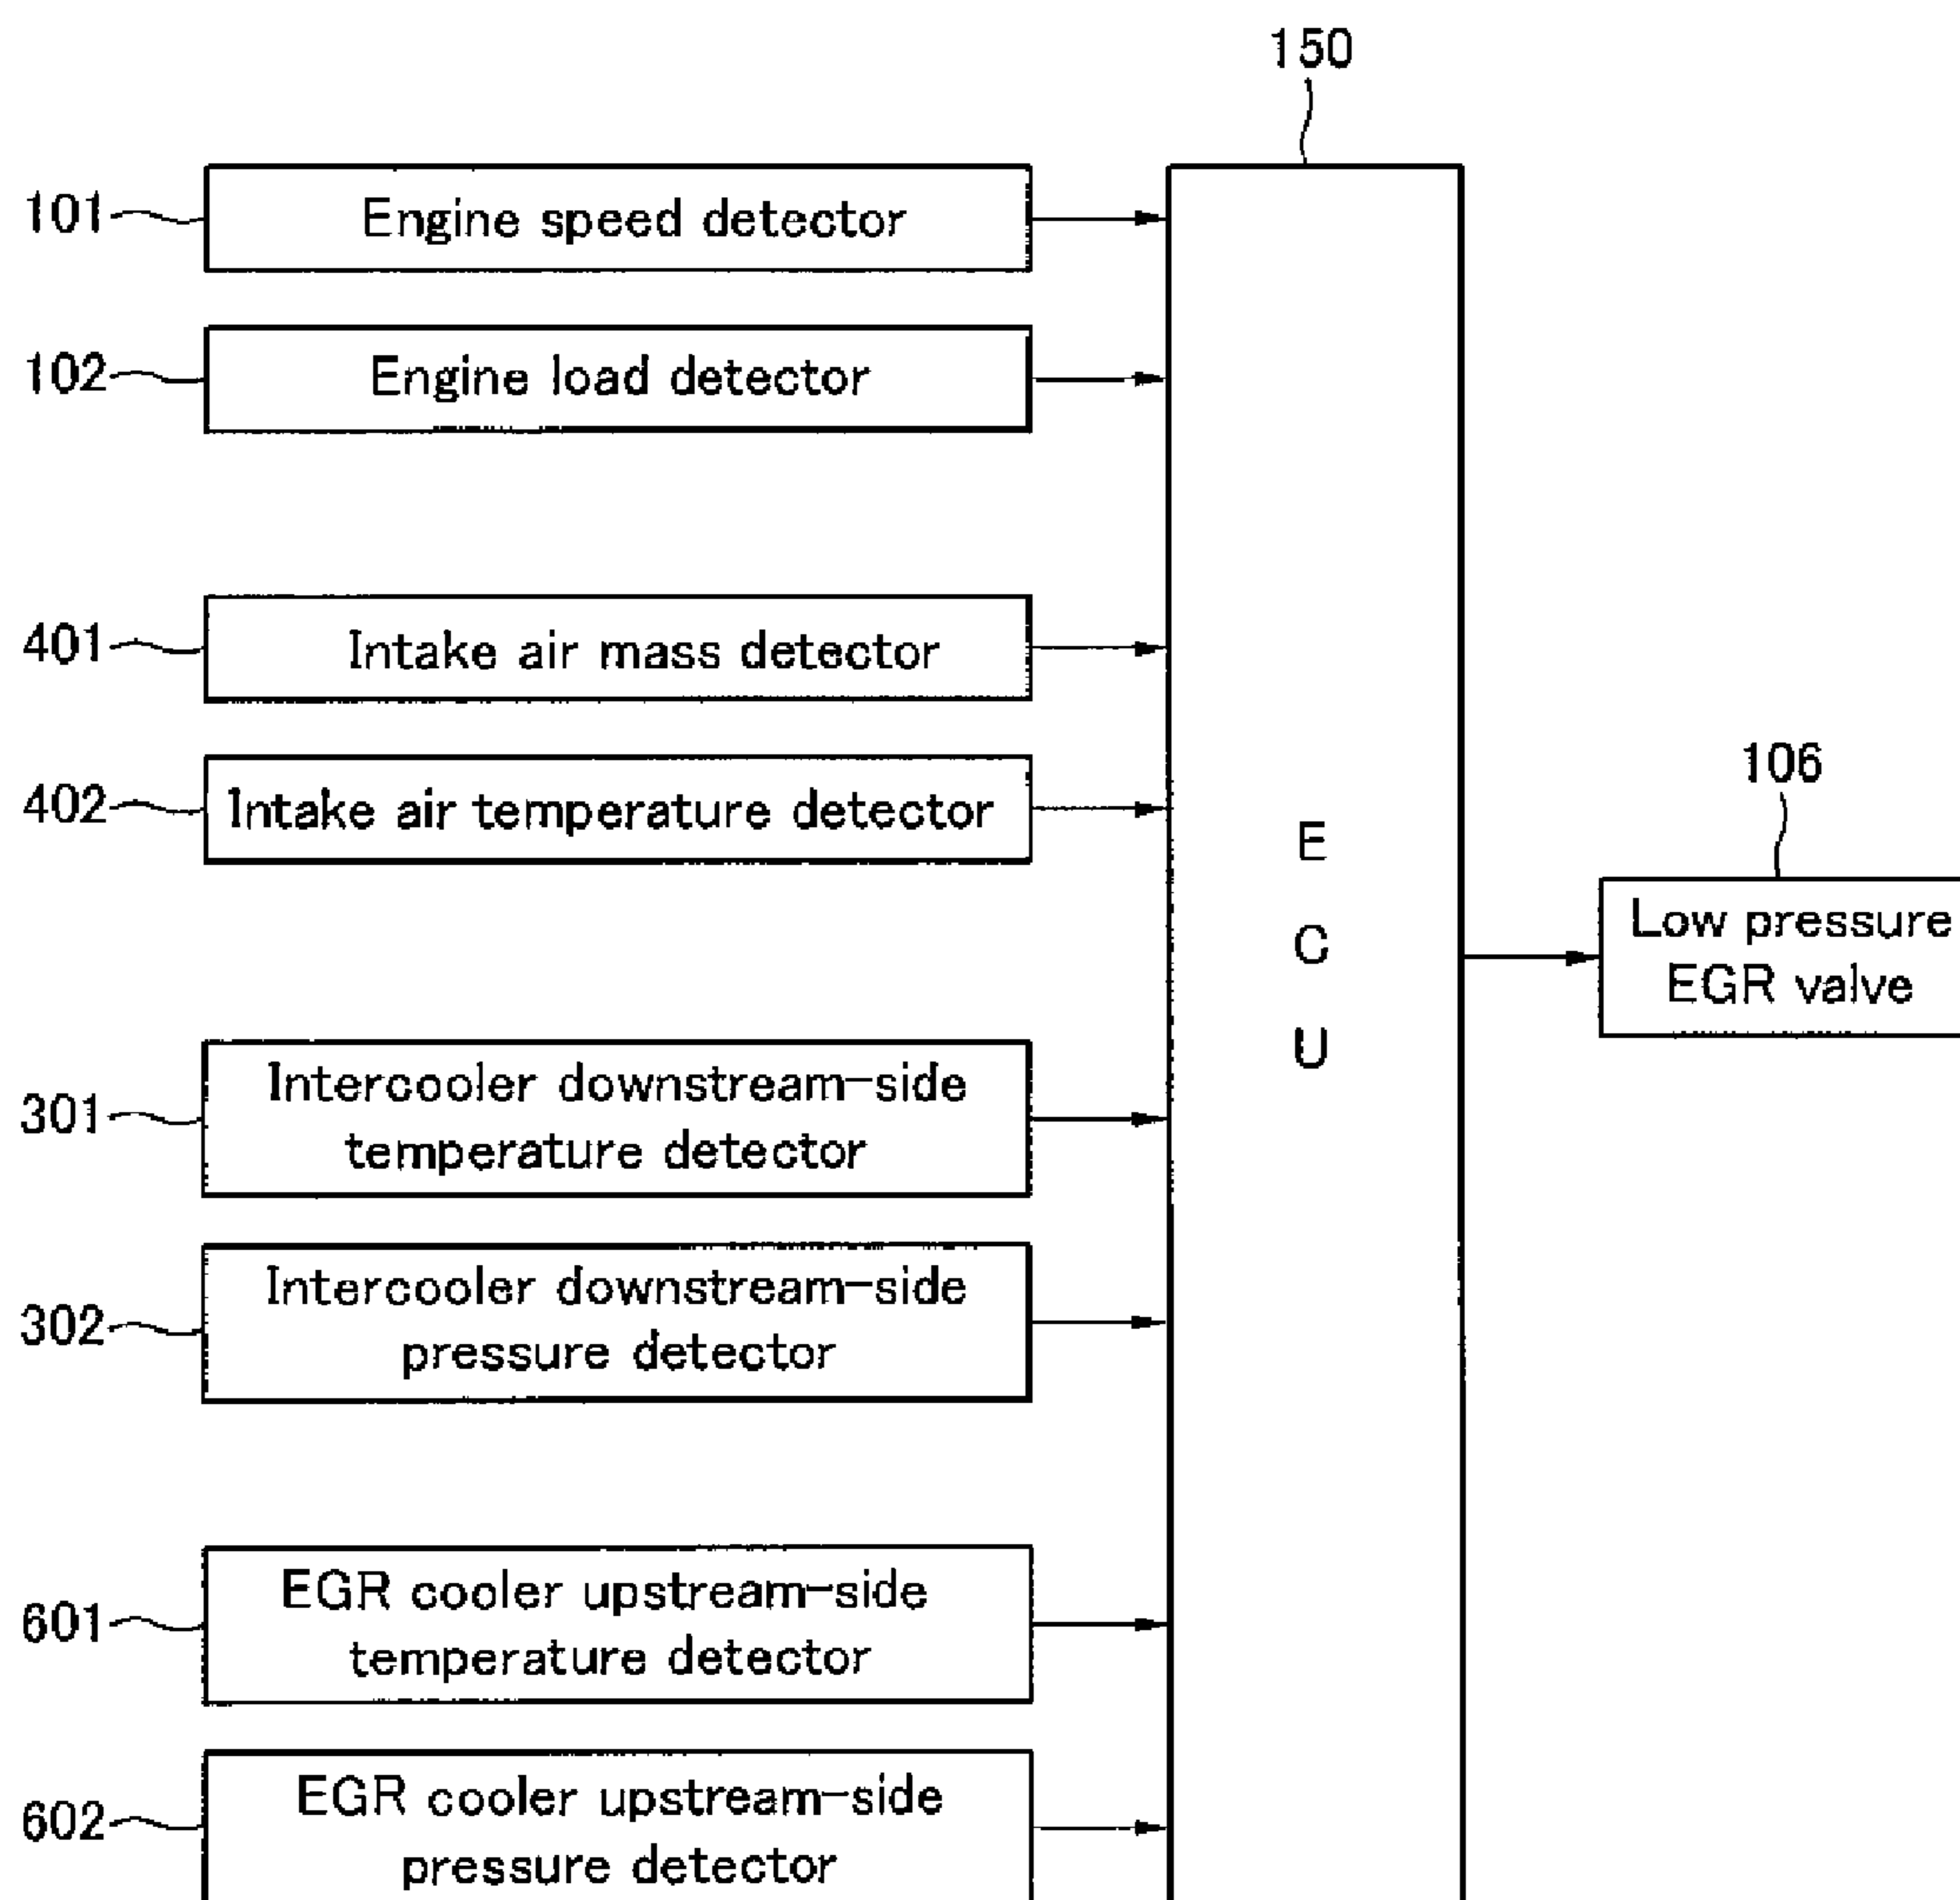 150
101
Engine speed detector
102
Engine load detector
401
Intake air mass detector
402
Intake air temperature detector
E
C
U
106
Low pressure
EGR valve
301
Intercooler downstream-side
temperature detector
302
Intercooler downstream-side
pressure detector
601
EGR cooler upstream-side
temperature detector
602
EGR cooler upstream-side
pressure detector